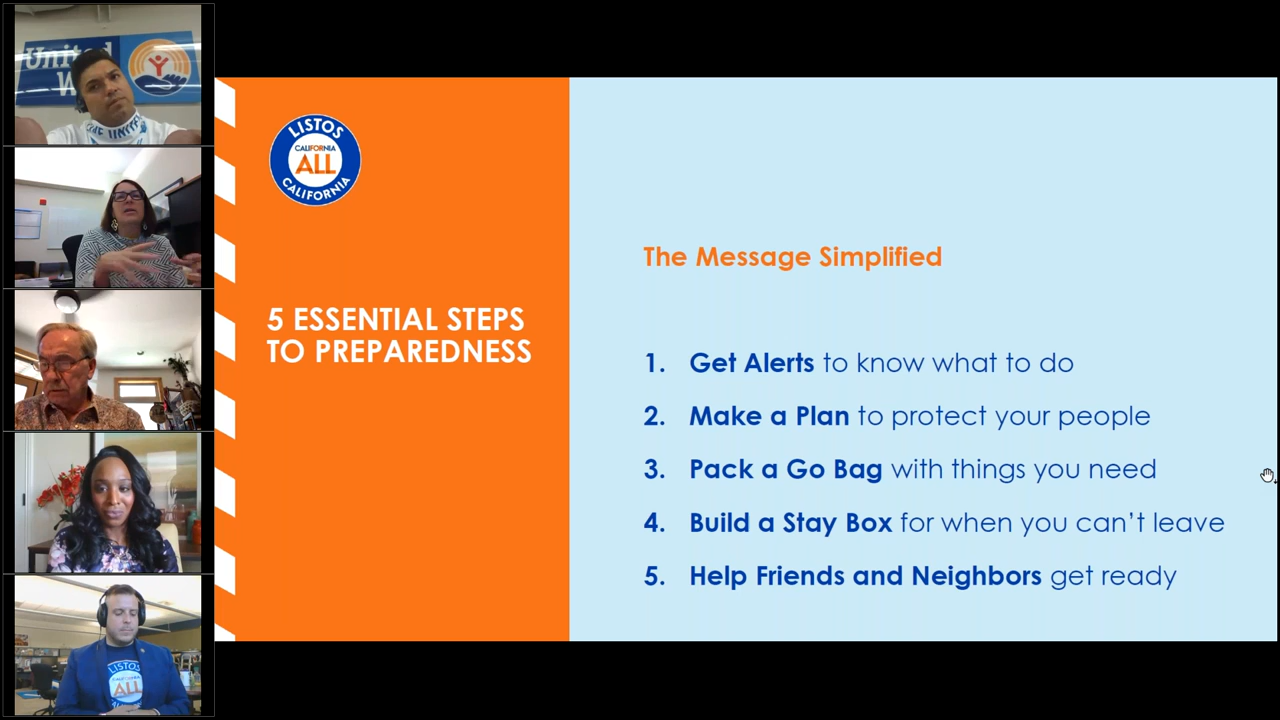 United
W
THE UNITE
LISTOS
CALIFORNIA
ALL
CALIFORNIA
5 ESSENTIAL STEPS
TO PREPAREDNESS
The Message Simplified
1. Get Alerts to know what to do
2. Make a Plan to protect your people
3. Pack a Go Bag with things you need
4. Build a Stay Box for when you can’t leave
5. Help Friends and Neighbors get ready
LISTOS
ALL